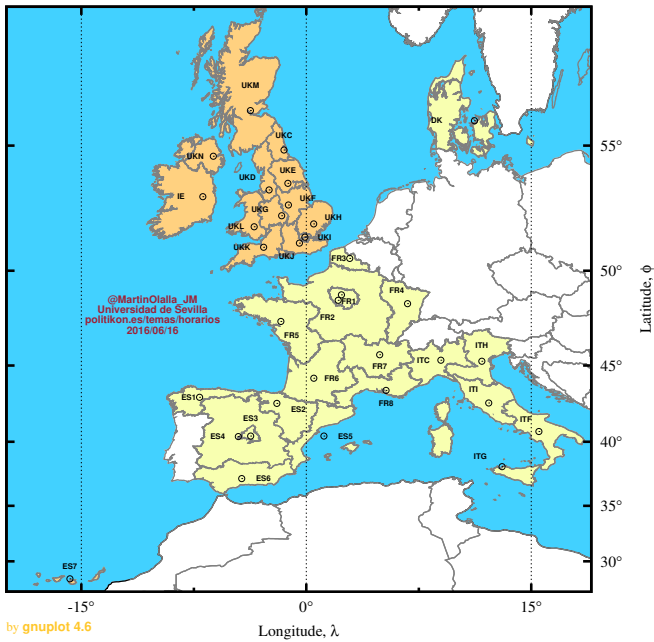 UKM
UKC
DK
55°
UKN
UKE
UKD
IE
UKF
UKG
UKH
UKL
UKI
UKK
UKJ
FR3
50°
FR4
@MartinOlalla_JM
Universidad de Sevilla
politikon.es/temas/horarios
2016/06/16
FR1
FR2
FR5
Latitude, ϕ
ITH
ITC
45°
FR7
FR6
ITI
ES1
FR8
ES2
ES3
ITF
ES4
ES5
40°
ITG
ES6
35°
ES7
30°
-15°
0°
15°
by gnuplot 4.6
Longitude, λ